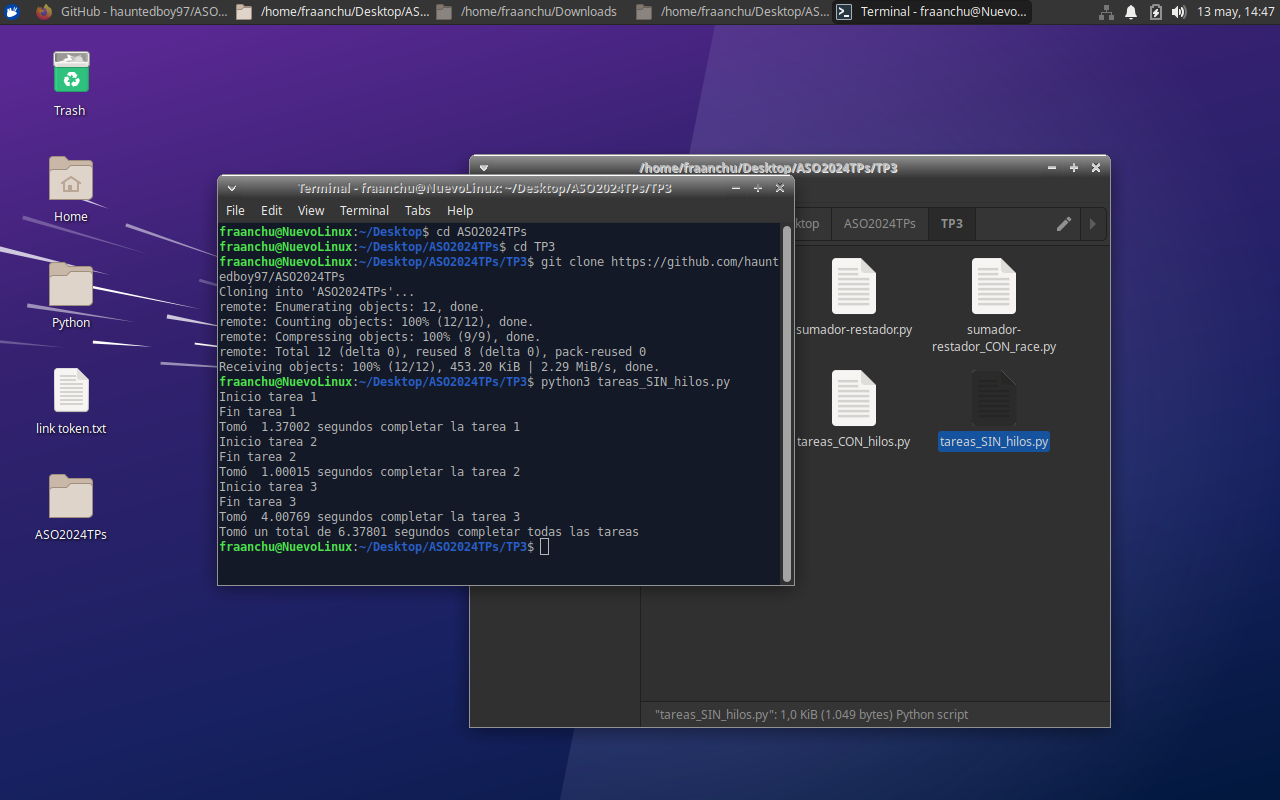 GitHub - hauntedboy97/ASO...
/home/fraanchu/Desktop/AS...
/home/fraanchu/Downloads
/home/fraanchu/Desktop/AS...
Terminal - fraanchu@Nuevo...
13 may, 14:47
Trash
Home
Python
link token.txt
ASO2024TPs
/home/fraanchu/Desktop/ASO2024TPs/TP3
ktop
ASO2024TPs
TP3
sumador-restador.py
sumador-
restador_CON_race.py
tareas_CON_hilos.py
tareas_SIN_hilos.py
"tareas_SIN_hilos.py": 1,0 KiB (1.049 bytes) Python script
Terminal - fraanchu@NuevoLinux: ~/Desktop/ASO2024TPs/TP3
File Edit View Terminal Tabs Help
fraanchu@NuevoLinux:~/Desktop$ cd ASO2024TPs
fraanchu@NuevoLinux:~/Desktop/ASO2024TPs$ cd TP3
fraanchu@NuevoLinux:~/Desktop/ASO2024TPs/TP3$ git clone https://github.com/haunt
edboy97/ASO2024TPs
Cloning into 'ASO2024TPs'...
remote: Enumerating objects: 12, done.
remote: Counting objects: 100% (12/12), done.
remote: Compressing objects: 100% (9/9), done.
remote: Total 12 (delta 0), reused 8 (delta 0), pack-reused 0
Receiving objects: 100% (12/12), 453.20 KiB | 2.29 MiB/s, done.
fraanchu@NuevoLinux:~/Desktop/ASO2024TPs/TP3$ python3 tareas_SIN_hilos.py
Inicio tarea 1
Fin tarea 1
Tomó  1.37002 segundos completar la tarea 1
Inicio tarea 2
Fin tarea 2
Tomó  1.00015 segundos completar la tarea 2
Inicio tarea 3
Fin tarea 3
Tomó  4.00769 segundos completar la tarea 3
Tomó un total de 6.37801 segundos completar todas las tareas
fraanchu@NuevoLinux:~/Desktop/ASO2024TPs/TP3$